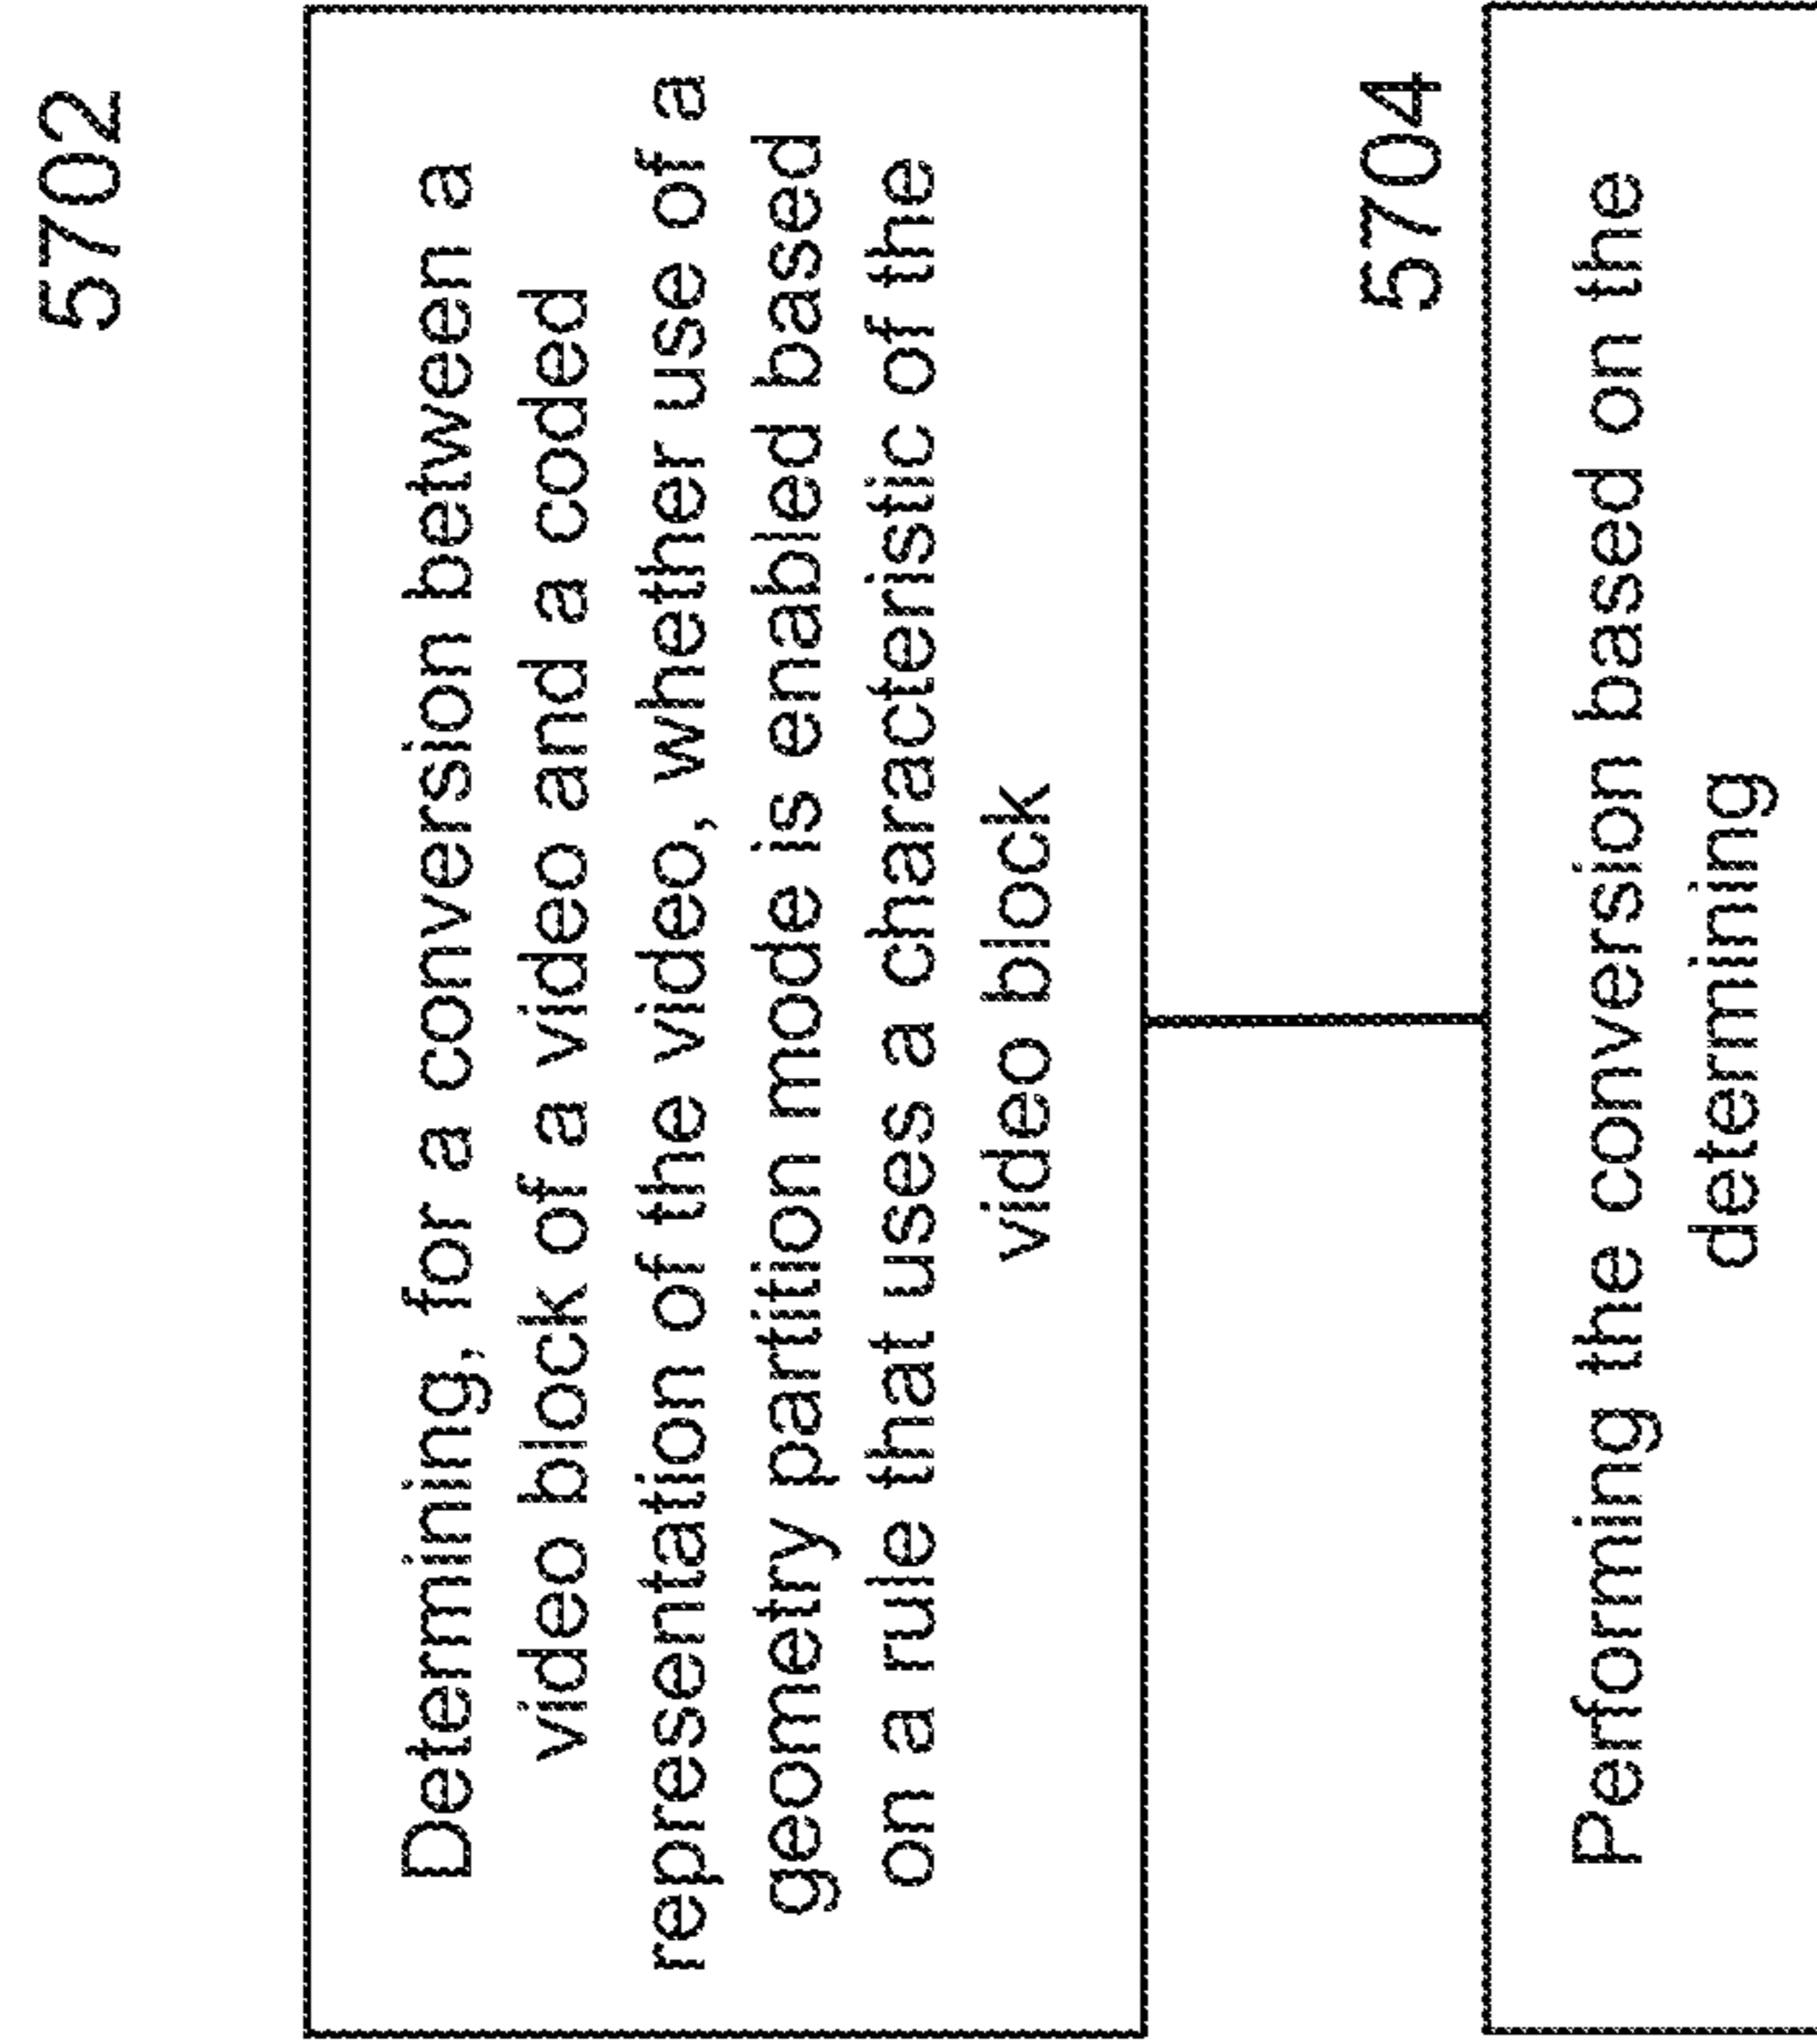 5702
Determining, for a conversion between a
video block of a video and a coded
representation of the video, whether use of a
geometry partition mode is enabled based
on a rule that uses a characteristic of the
video block
5704
Performing the conversion based on the
determining